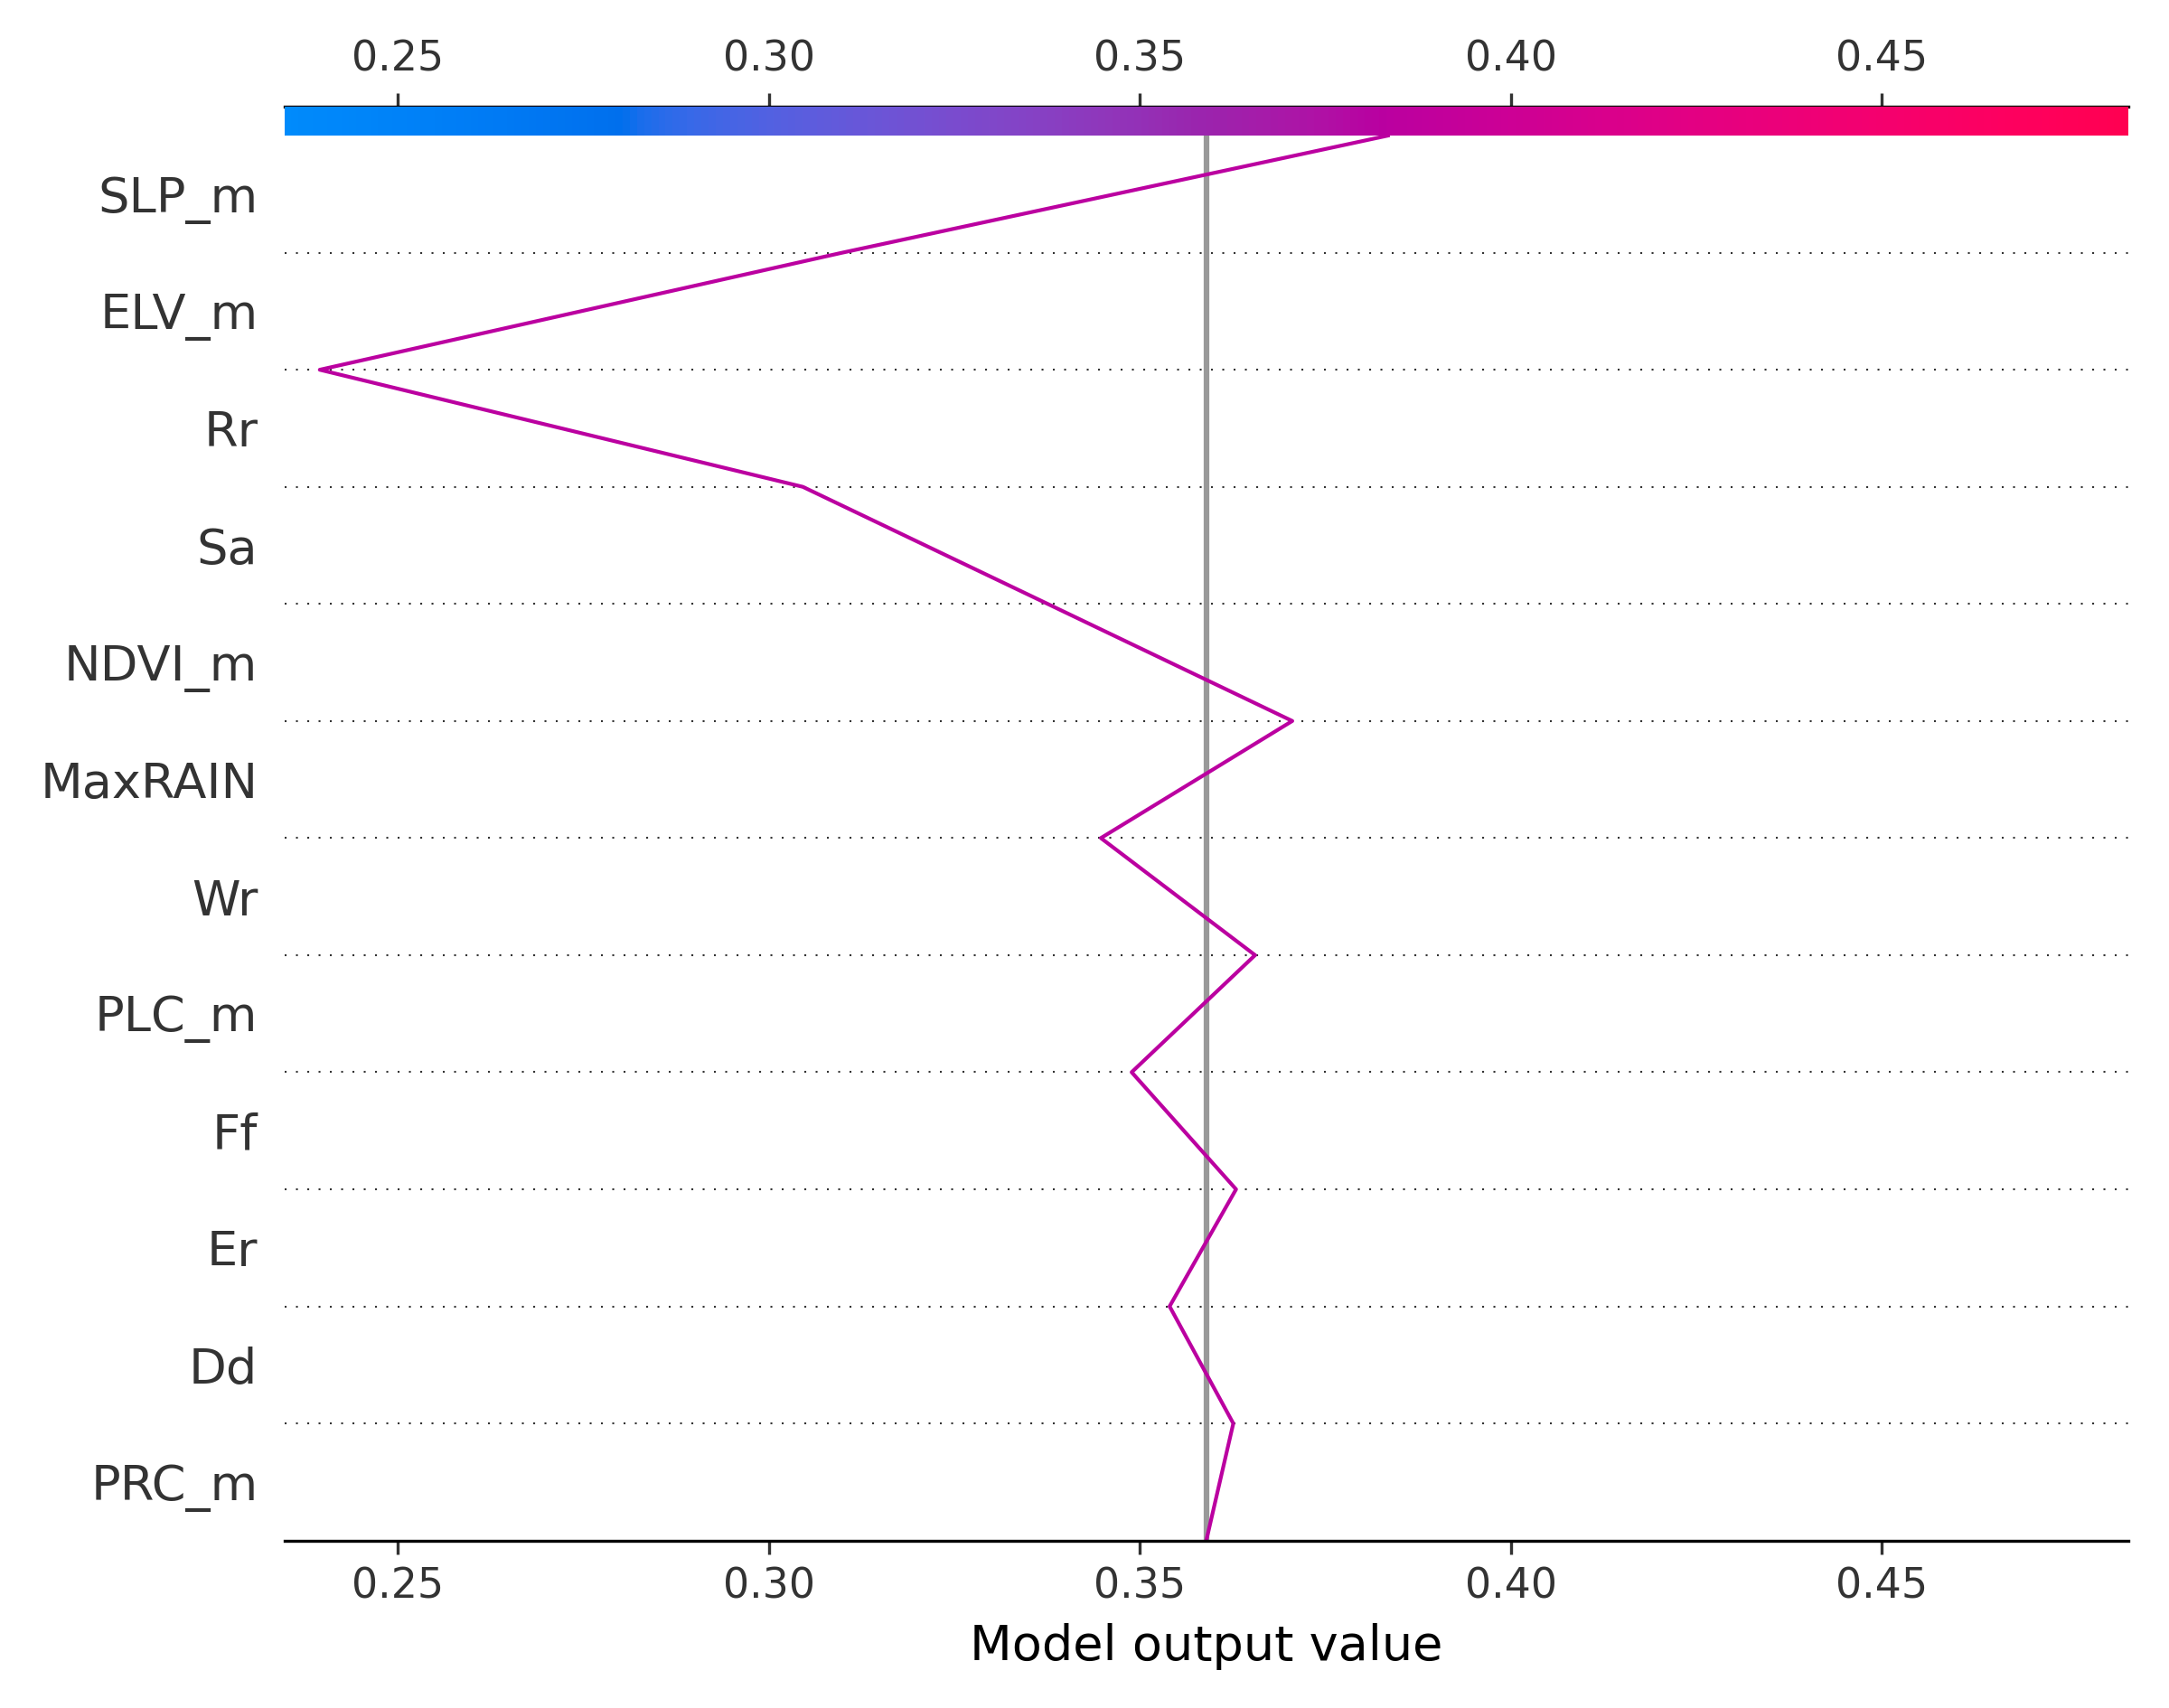 0.25 0.30 0.35 0.40 0.45
SLP_m
ELV_m
Rr
Sa
NDVI_m
MaxRAIN
Wr
PLC_m
Ff
Er
Dd
PRC_m
0.25 0.30 0.35 0.40 0.45
Model output value